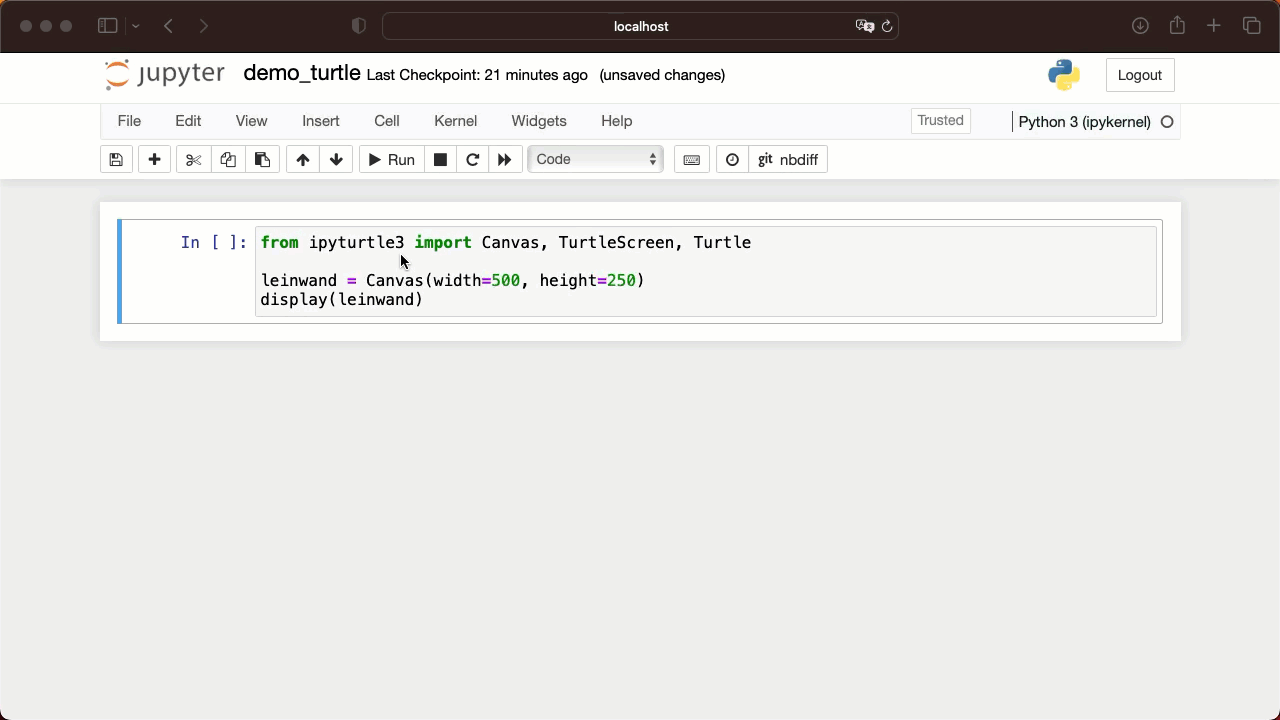 localhost
jupyter demo_turtle Last Checkpoint: 21 minutes ago (unsaved changes) Logout
File Edit View Insert Cell Kernel Widgets Help Trusted Python 3 (ipykernel)
Run Code git nbdiff
In [ ]: from ipyturtle3 import Canvas, TurtleScreen, Turtle
leinwand = Canvas(width=500, height=250)
display(leinwand)